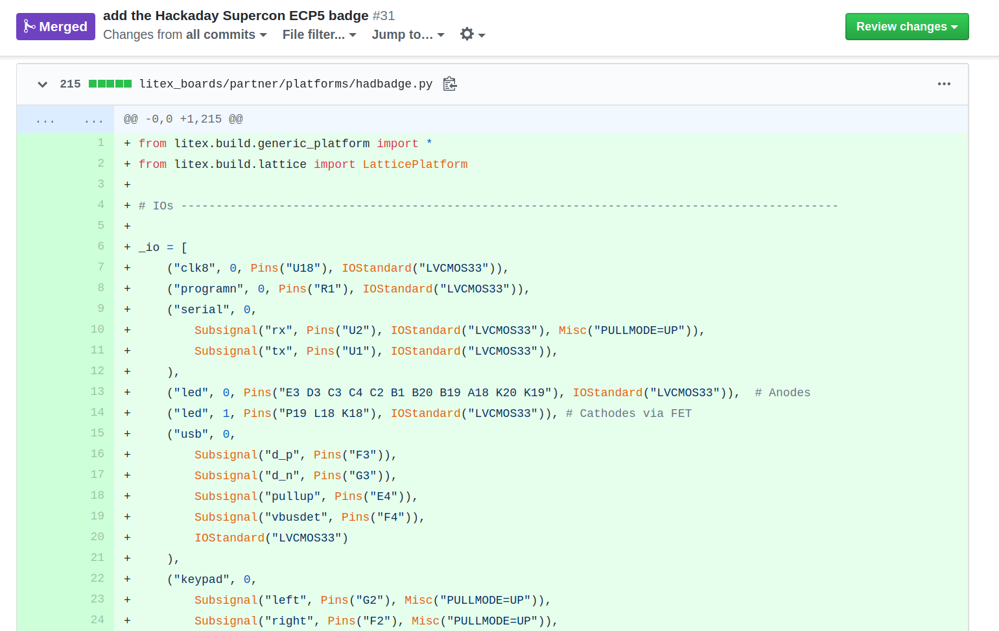 Merged
add the Hackaday Supercon ECP5 badge #31
Changes from all commits File filter... Jump to…
Review changes
215 litex_boards/partner/platforms/hadbadge.py
... ... @@ -0,0 +1,215 @@
1 + from litex.build.generic_platform import *
2 + from litex.build.lattice import LatticePlatform
3 +
4 + # IOs ----------------------------------------------------------------------------------------------
5 +
6 + _io = [
7 +     ("clk8", 0, Pins("U18"), IOStandard("LVCMOS33")),
8 +     ("programn", 0, Pins("R1"), IOStandard("LVCMOS33")),
9 +     ("serial", 0,
10 +         Subsignal("rx", Pins("U2"), IOStandard("LVCMOS33"), Misc("PULLMODE=UP")),
11 +         Subsignal("tx", Pins("U1"), IOStandard("LVCMOS33")),
12 +     ),
13 +     ("led", 0, Pins("E3 D3 C3 C4 C2 B1 B20 B19 A18 K20 K19"), IOStandard("LVCMOS33")),  # Anodes
14 +     ("led", 1, Pins("P19 L18 K18"), IOStandard("LVCMOS33")), # Cathodes via FET
15 +     ("usb", 0,
16 +         Subsignal("d_p", Pins("F3")),
17 +         Subsignal("d_n", Pins("G3")),
18 +         Subsignal("pullup", Pins("E4")),
19 +         Subsignal("vbusdet", Pins("F4")),
20 +         IOStandard("LVCMOS33")
21 +     ),
22 +     ("keypad", 0,
23 +         Subsignal("left", Pins("G2"), Misc("PULLMODE=UP")),
24 +         Subsignal("right", Pins("F2"), Misc("PULLMODE=UP")),